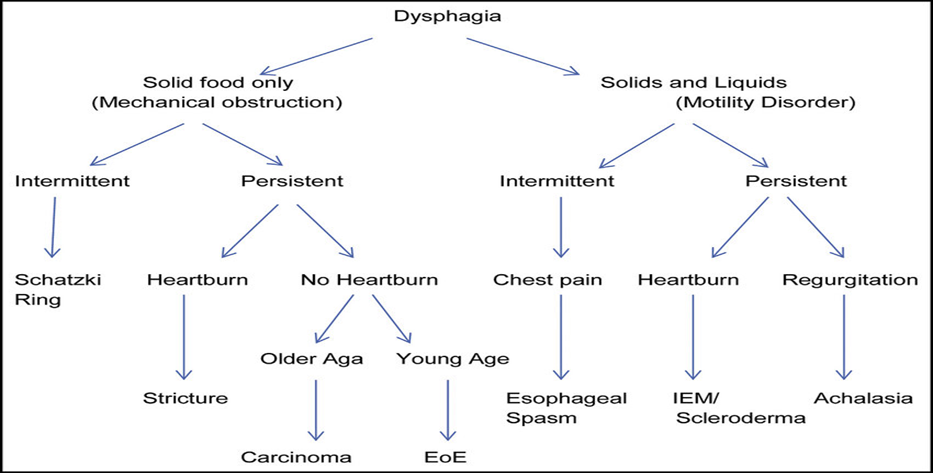 Dysphagia
Solid food only
(Mechanical obstruction)
Solids and Liquids
(Motility Disorder)
Intermittent
Persistent
Intermittent
Persistent
Schatzki
Ring
Heartburn
No Heartburn
Chest pain
Heartburn
Regurgitation
Older Aga
Young Age
Stricture
Esophageal
Spasm
IEM/
Scleroderma
Achalasia
Carcinoma
EoE